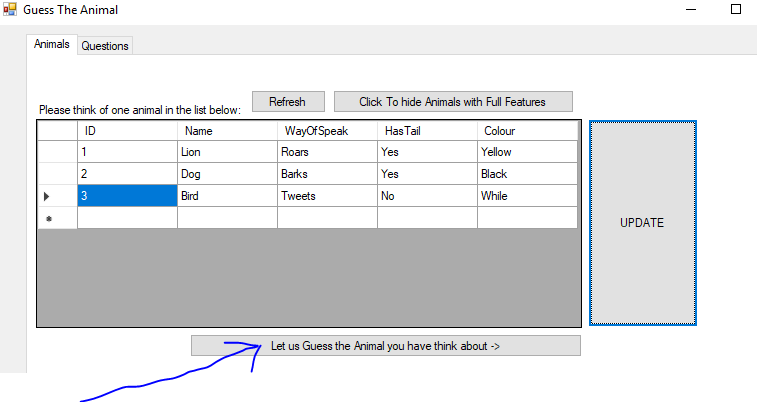 Guess The Animal
Animals Questions
Please think of one animal in the list below: Refresh Click To hide Animals with Full Features
ID Name WayOfSpeak HasTail Colour
1 Lion Roars Yes Yellow
2 Dog Barks Yes Black
3 Bird Tweets No While
UPDATE
Let us Guess the Animal you have think about ->